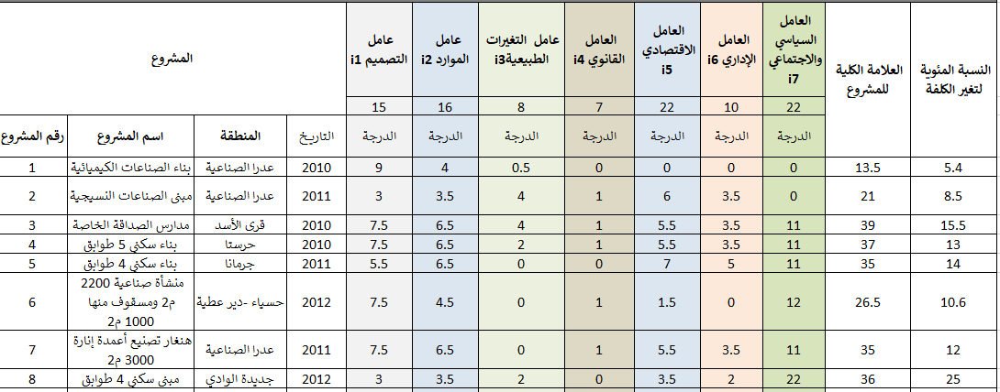 المشروع
عامل التصميم i1
عامل الموارد i2
عامل التغيرات الطبيعية i3
العامل القانوني i4
العامل الاقتصادي i5
العامل الإداري i6
العامل السياسي والاجتماعي i7
العلامة الكلية للمشروع
النسبة المئوية لتغير الكلفة
15 16 8 7 22 10 22
رقم المشروع اسم المشروع المنطقة التاريخ الدرجة الدرجة الدرجة الدرجة الدرجة الدرجة الدرجة
1 بناء الصناعات الكيميائية عدرا الصناعية 2010 9 4 0.5 0 0 0 0 13.5 5.4
2 مبنى الصناعات النسيجية عدرا الصناعية 2011 3 3.5 4 1 6 3.5 0 21 8.5
3 مدارس الصداقة الخاصة قرى الأسد 2010 7.5 6.5 4 1 5.5 3.5 11 39 15.5
4 بناء سكني 5 طوابق حرستا 2010 7.5 6.5 2 1 5.5 3.5 11 37 13
5 بناء سكني 4 طوابق جرمانا 2011 5.5 6.5 0 0 7 5 11 35 14
6 منشأة صناعية 2200 م2 ومسقوف منها 1000 م2 حسياء -دير عطية 2012 7.5 4.5 0 1 1.5 0 12 26.5 10.6
7 هنغار تصنيع أعمدة إنارة 3000 م2 عدرا الصناعية 2011 7.5 6.5 0 1 5.5 3.5 11 35 12
8 مبنى سكني 4 طوابق جديدة الوادي 2012 3 3.5 2 0 3.5 2 22 36 25